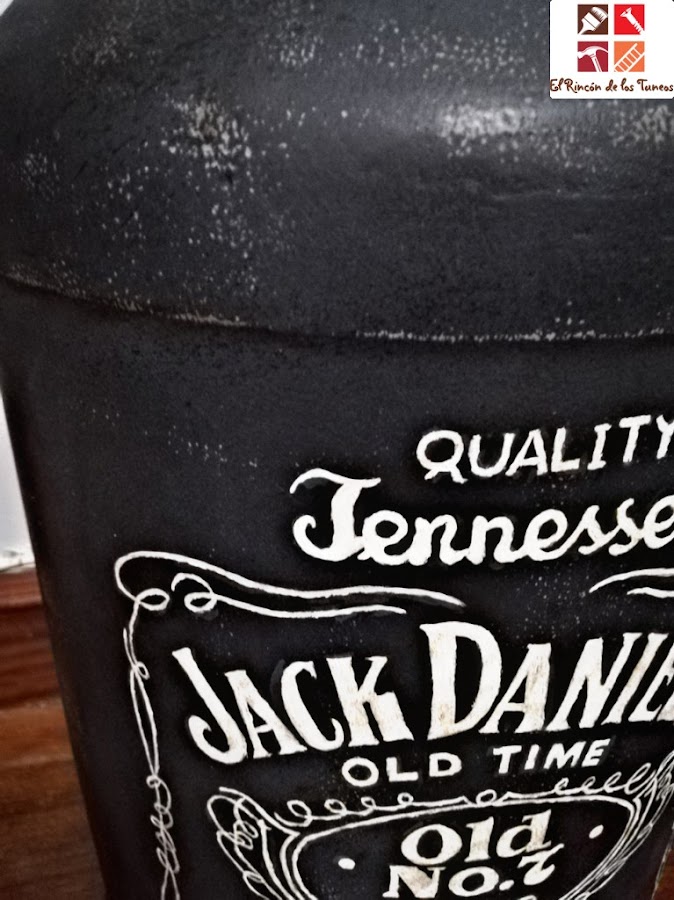 El Rincón de los Tuneos
QUALITY
Tennesse
JACK DANIE
OLD TIME
Old
No.7